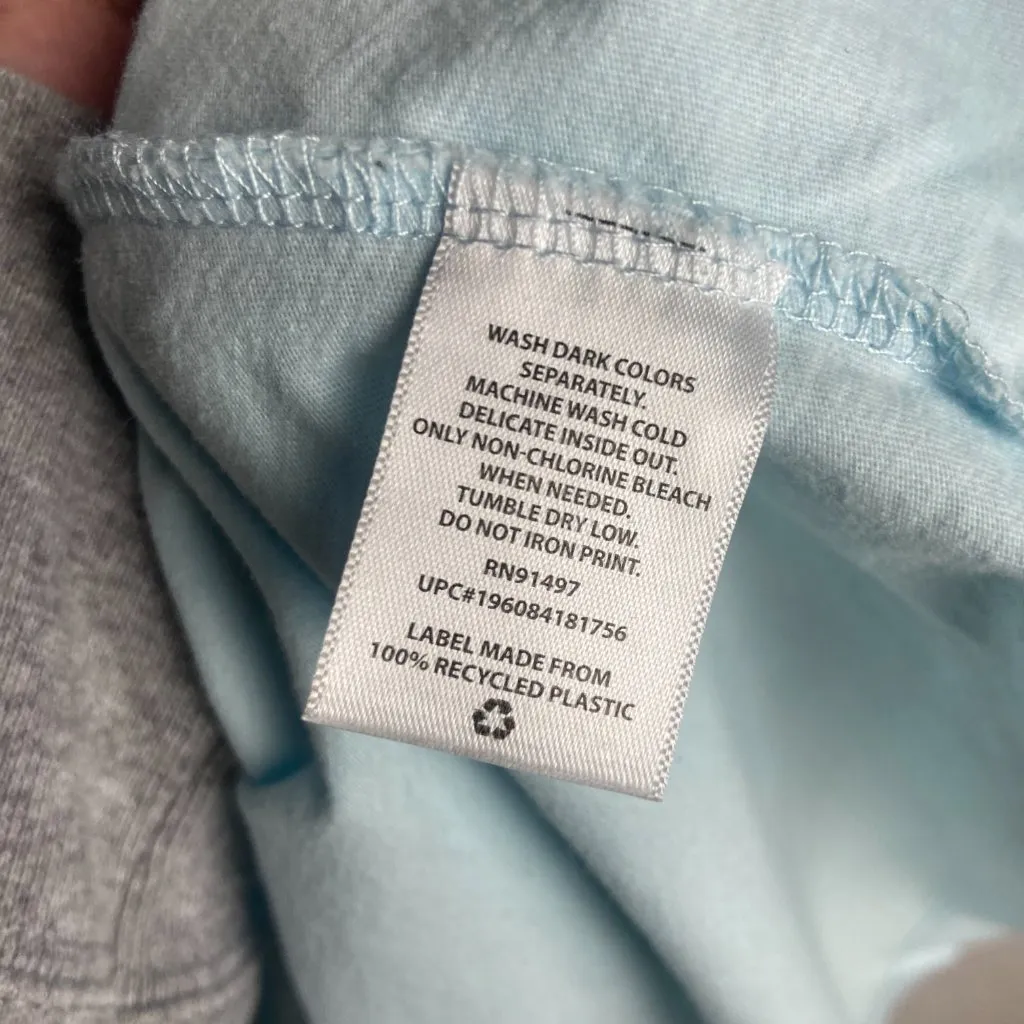 WASH DARK COLORS
SEPARATELY.
MACHINE WASH COLD
DELICATE INSIDE OUT.
ONLY NON-CHLORINE BLEACH
WHEN NEEDED.
TUMBLE DRY LOW.
DO NOT IRON PRINT.
RN91497
UPC#196084181756
LABEL MADE FROM
100% RECYCLED PLASTIC